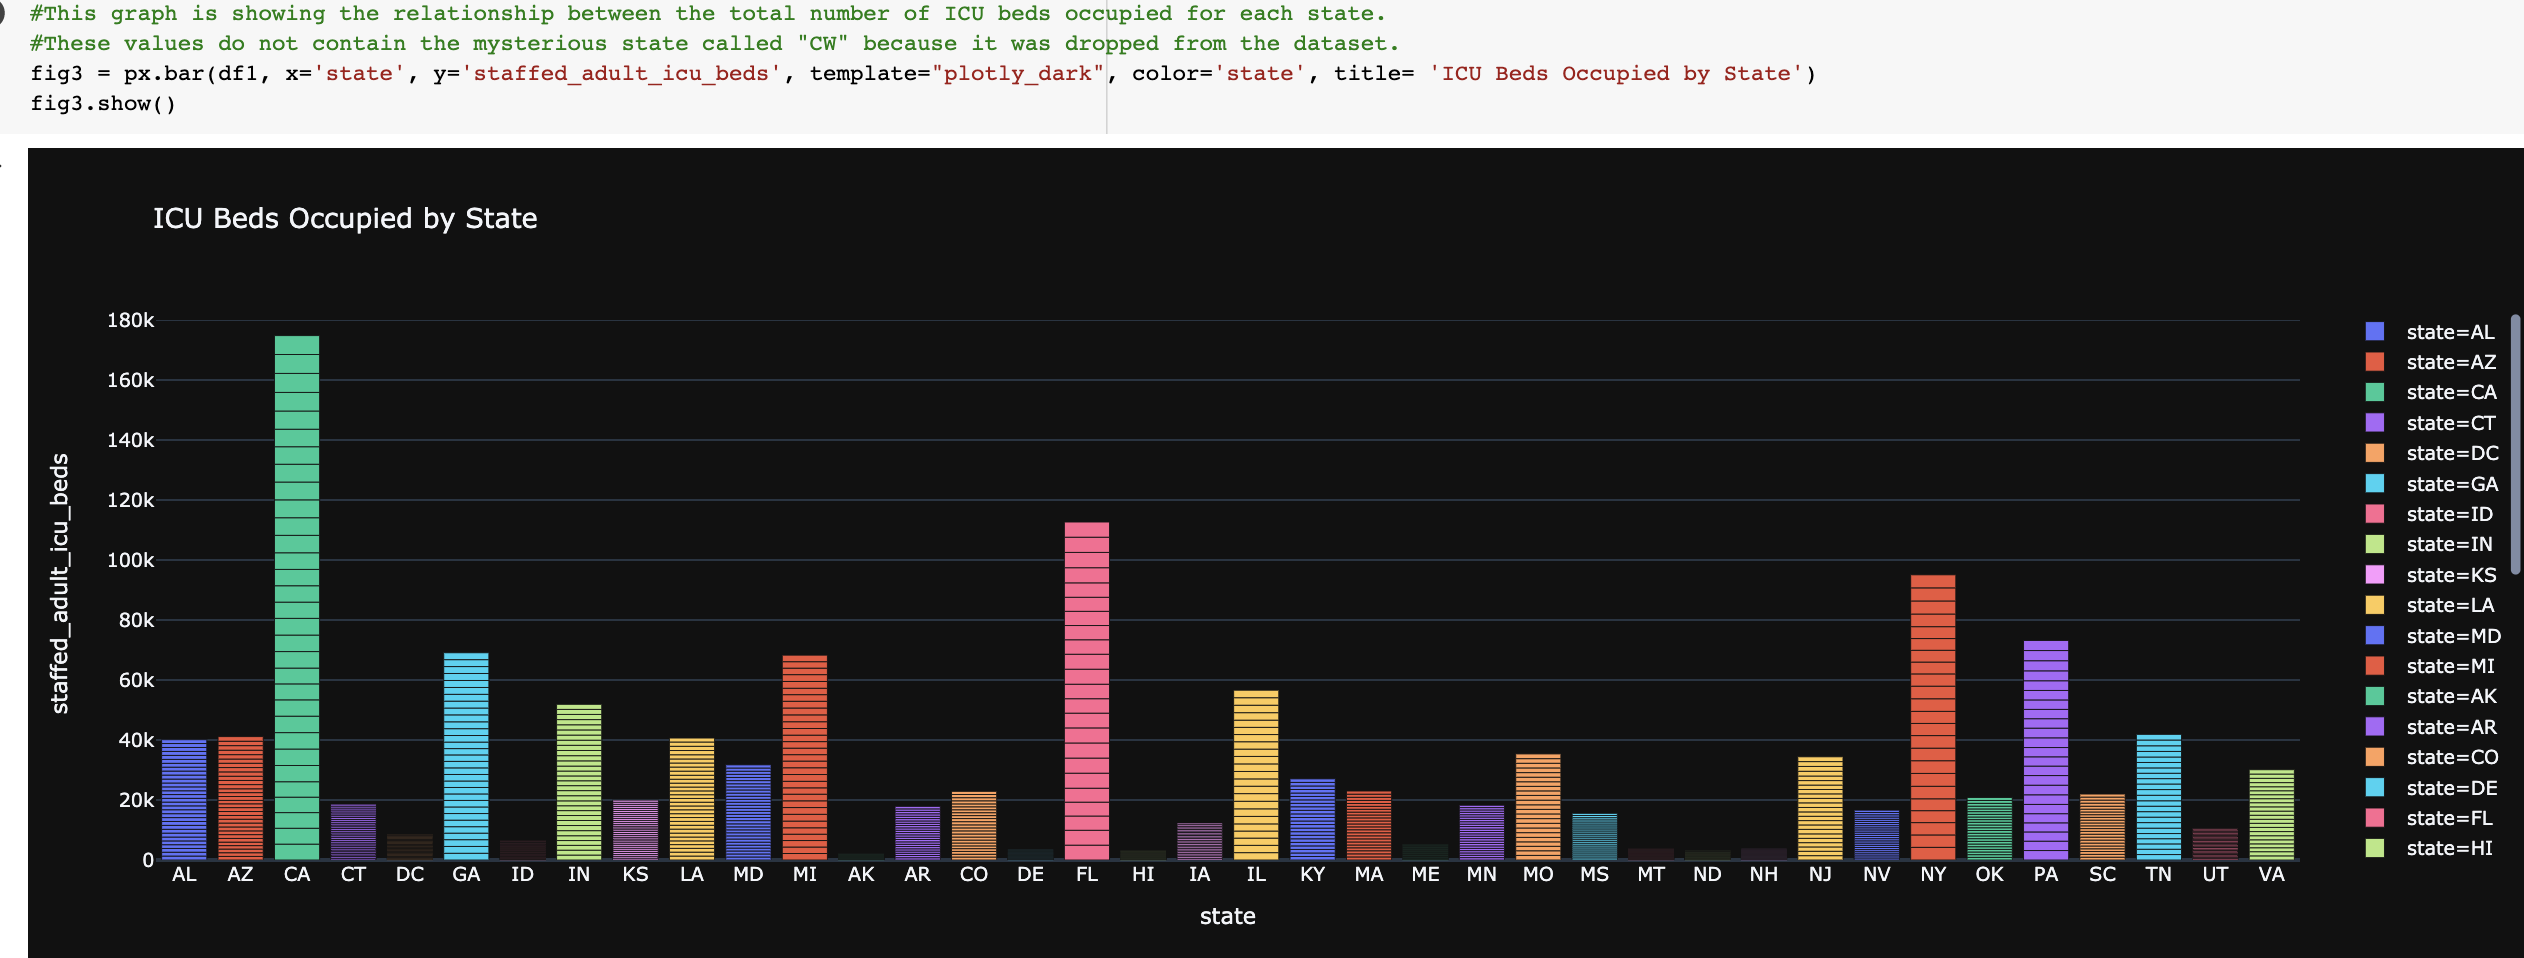 #This graph is showing the relationship between the total number of ICU beds occupied for each state.
#These values do not contain the mysterious state called "CW" because it was dropped from the dataset.
fig3 = px.bar(df1, x='state', y='staffed_adult_icu_beds', template="plotly_dark", color='state', title= 'ICU Beds Occupied by State')
fig3.show()
ICU Beds Occupied by State
180k
160k
140k
120k
100k
80k
60k
40k
20k
0
staffed_adult_icu_beds
AL AZ CA CT DC GA ID IN KS LA MD MI AK AR CO DE FL HI IA IL KY MA ME MN MO MS MT ND NH NJ NV NY OK PA SC TN UT VA
state
state=AL
state=AZ
state=CA
state=CT
state=DC
state=GA
state=ID
state=IN
state=KS
state=LA
state=MD
state=MI
state=AK
state=AR
state=CO
state=DE
state=FL
state=HI